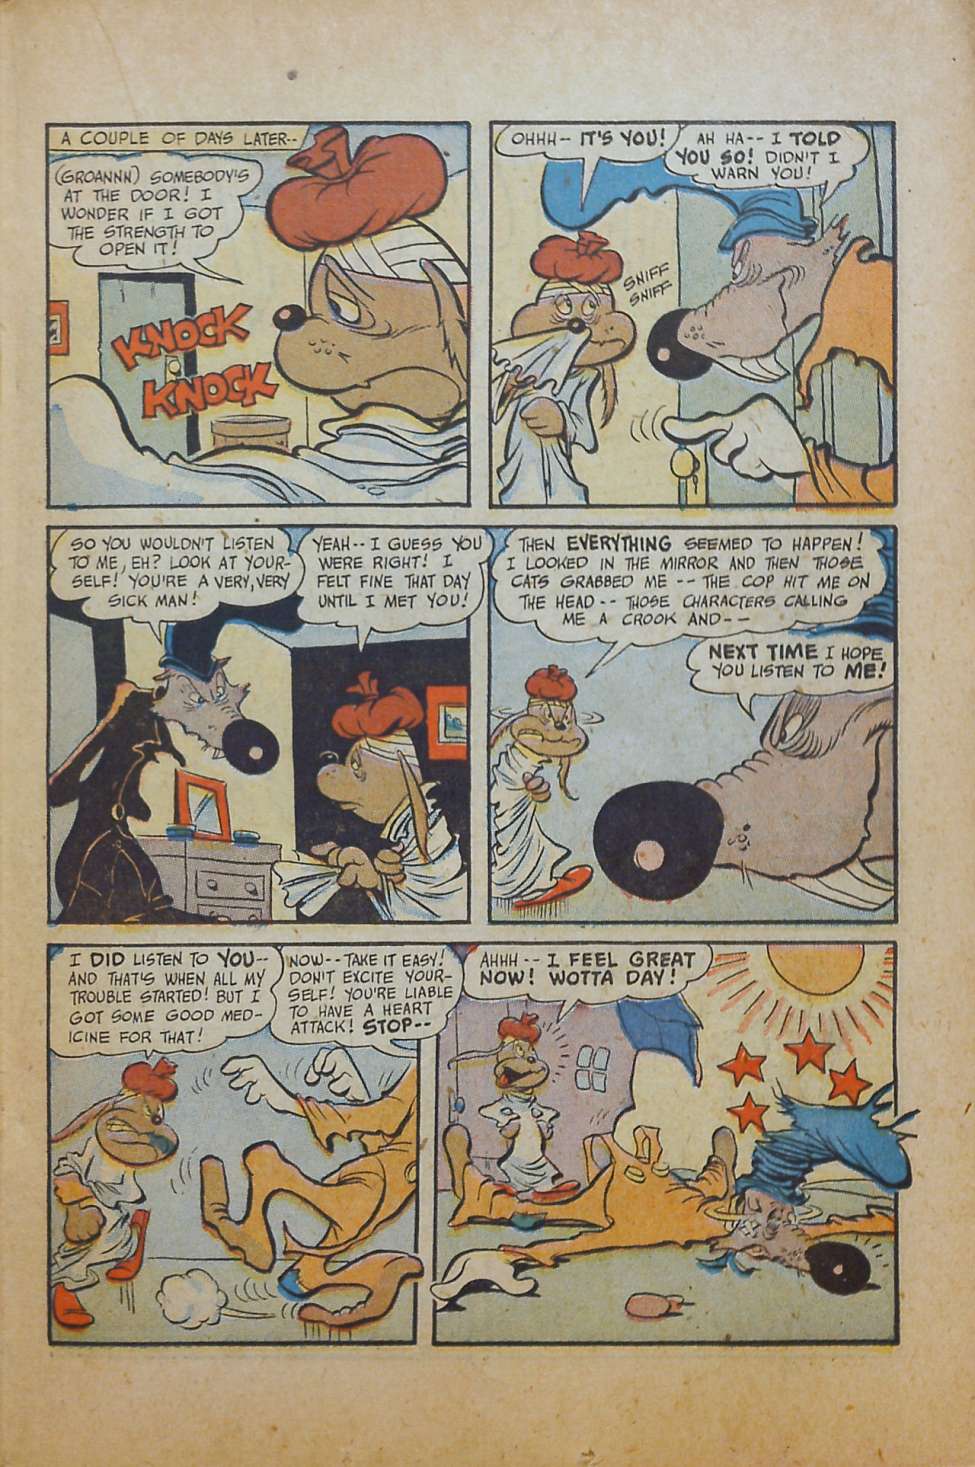 A COUPLE OF DAYS LATER--
(GROANNN) SOMEBODY'S
AT THE DOOR! I
WONDER IF I GOT
THE STRENGTH TO
OPEN IT!
KNOCK
KNOCK
OHHH-- IT'S YOU!
AH HA-- I TOLD
YOU SO! DIDN'T I
WARN YOU!
SNIFF
SNIFF
SO YOU WOULDN'T LISTEN
TO ME, EH? LOOK AT YOUR-
SELF! YOU'RE A VERY, VERY
SICK MAN!
YEAH-- I GUESS YOU
WERE RIGHT! I
FELT FINE THAT DAY
UNTIL I MET YOU!
THEN EVERYTHING SEEMED TO HAPPEN!
I LOOKED IN THE MIRROR AND THEN THOSE
CATS GRABBED ME -- THE COP HIT ME ON
THE HEAD -- THOSE CHARACTERS CALLING
ME A CROOK AND--
NEXT TIME I HOPE
YOU LISTEN TO ME!
I DID LISTEN TO YOU--
AND THAT'S WHEN ALL MY
TROUBLE STARTED! BUT I
GOT SOME GOOD MED-
ICINE FOR THAT!
NOW-- TAKE IT EASY!
DON'T EXCITE YOUR-
SELF! YOU'RE LIABLE
TO HAVE A HEART
ATTACK! STOP--
AHHH -- I FEEL GREAT
NOW! WOTTA DAY!